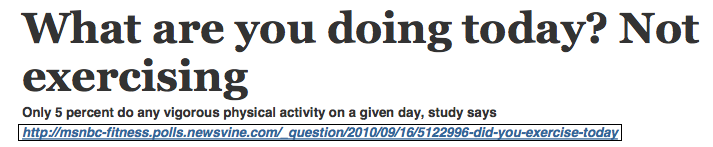 What are you doing today? Not
exercising
Only 5 percent do any vigorous physical activity on a given day, study says
http://msnbc-fitness.polls.newsvine.com/_question/2010/09/16/5122996-did-you-exercise-today